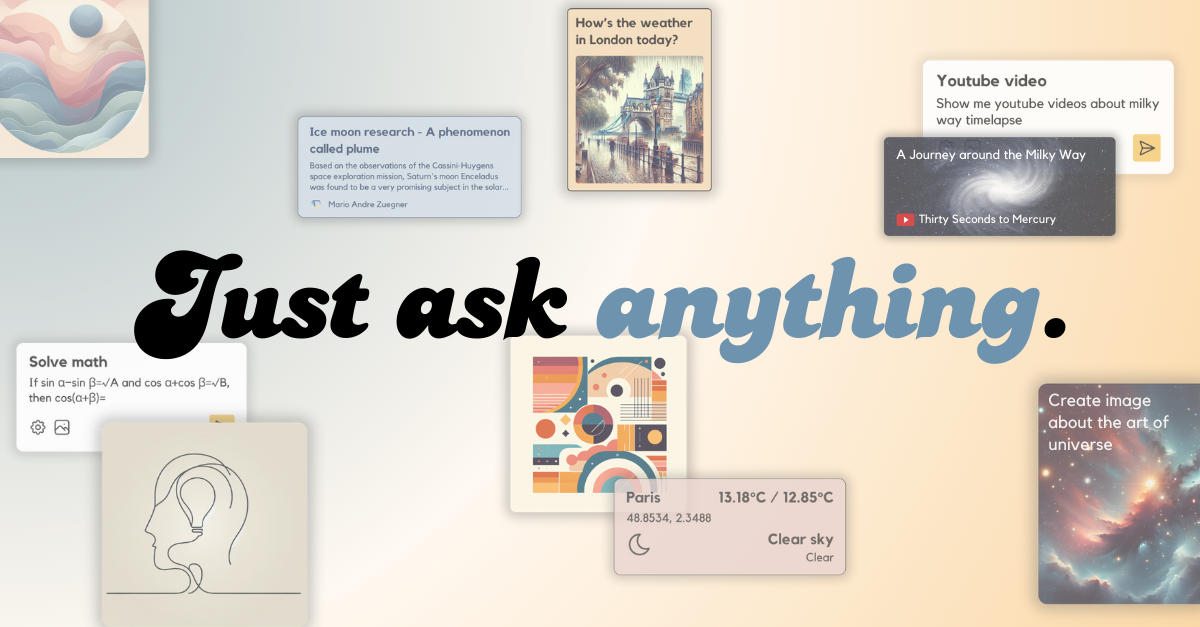 How's the weather
in London today?
Youtube video
Show me youtube videos about milky
way timelapse
A Journey around the Milky Way
Thirty Seconds to Mercury
Ice moon research - A phenomenon
called plume
Based on the observations of the Cassini-Huygens
space exploration mission, Saturn's moon Enceladus
was found to be a very promising subject in the solar...
Mario Andre Zuegner
Just ask anything.
Solve math
If sin α−sin β=√A and cos α+cos β=√B,
then cos(α+β)=
Create image
about the art of
universe
Paris 13.18°C / 12.85°C
48.8534, 2.3488
Clear sky
Clear